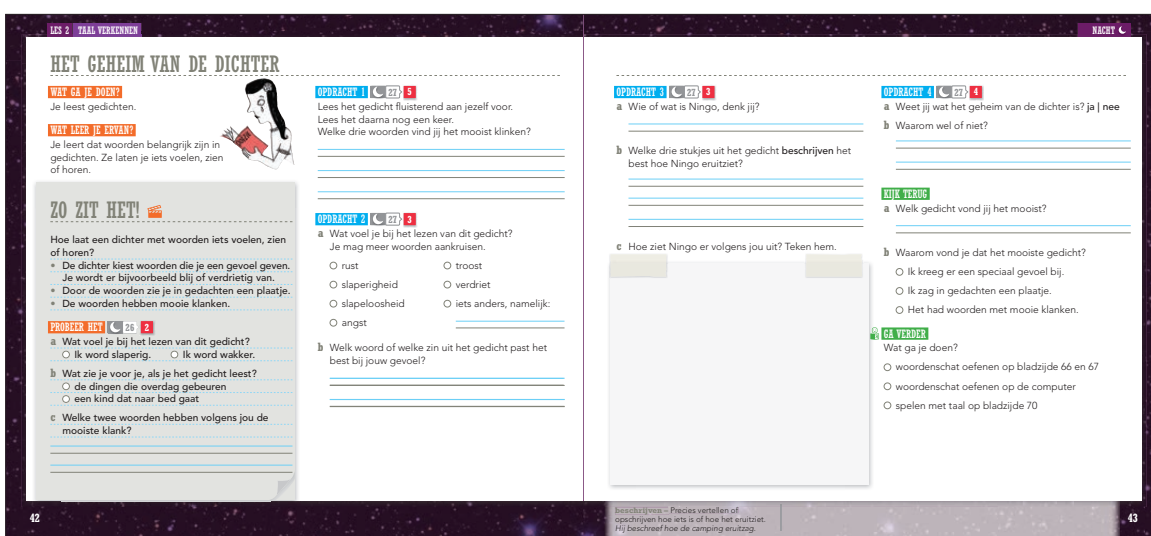 LES 2 TAAL VERKENNEN
HET GEHEIM VAN DE DICHTER
WAT GA JE DOEN?
Je leest gedichten.
WAT LEER JE ERVAN?
Je leert dat woorden belangrijk zijn in
gedichten. Ze laten je iets voelen, zien
of horen.
ZO ZIT HET!
Hoe laat een dichter met woorden iets voelen, zien
of horen?
• De dichter kiest woorden die je een gevoel geven.
Je wordt er bijvoorbeeld blij of verdrietig van.
• Door de woorden zie je in gedachten een plaatje.
• De woorden hebben mooie klanken.
PROBEER HET 26 2
a Wat voel je bij het lezen van dit gedicht?
Ik word slaperig. Ik word wakker.
b Wat zie je voor je, als je het gedicht leest?
de dingen die overdag gebeuren
een kind dat naar bed gaat
c Welke twee woorden hebben volgens jou de
mooiste klank?
42
OPDRACHT 1 27 5
Lees het gedicht fluisterend aan jezelf voor.
Lees het daarna nog een keer.
Welke drie woorden vind jij het mooist klinken?
OPDRACHT 2 27 3
a Wat voel je bij het lezen van dit gedicht?
Je mag meer woorden aankruisen.
rust troost
slaperigheid verdriet
slapeloosheid iets anders, namelijk:
angst
b Welk woord of welke zin uit het gedicht past het
best bij jouw gevoel?
NACHT
OPDRACHT 3 27 3
a Wie of wat is Ningo, denk jij?
b Welke drie stukjes uit het gedicht beschrijven het
best hoe Ningo eruitziet?
c Hoe ziet Ningo er volgens jou uit? Teken hem.
beschrijven – Precies vertellen of
opschrijven hoe iets is of hoe het eruitziet.
Hij beschreef hoe de camping eruitzag.
OPDRACHT 4 27 4
a Weet jij wat het geheim van de dichter is? ja | nee
b Waarom wel of niet?
KIJK TERUG
a Welk gedicht vond jij het mooist?
b Waarom vond je dat het mooiste gedicht?
Ik kreeg er een speciaal gevoel bij.
Ik zag in gedachten een plaatje.
Het had woorden met mooie klanken.
GA VERDER
Wat ga je doen?
woordenschat oefenen op bladzijde 66 en 67
woordenschat oefenen op de computer
spelen met taal op bladzijde 70
43